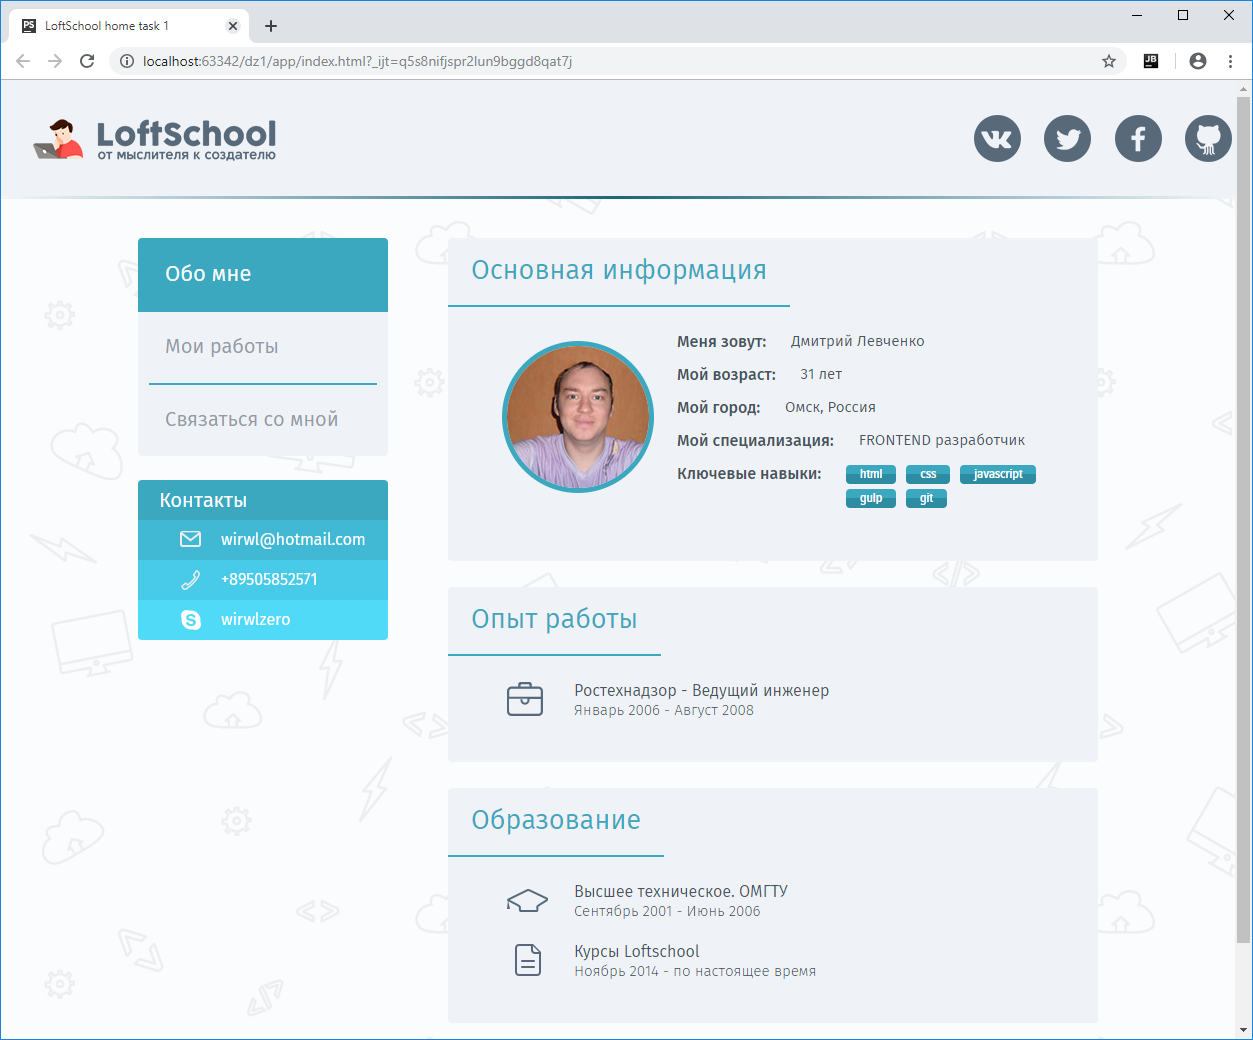 LoftSchool home task 1
localhost:63342/dz1/app/index.html?_ijt=q5s8nifjspr2lun9bggd8qat7j
LoftSchool
от мыслителя к создателю
Обо мне
Мои работы
Связаться со мной
Контакты
wirwl@hotmail.com
+89505852571
wirwlzero
Основная информация
Меня зовут: Дмитрий Левченко
Мой возраст: 31 лет
Мой город: Омск, Россия
Мой специализация: FRONTEND разработчик
Ключевые навыки: html css javascript
gulp git
Опыт работы
Ростехнадзор - Ведущий инженер
Январь 2006 - Август 2008
Образование
Высшее техническое. ОМГТУ
Сентябрь 2001 - Июнь 2006
Курсы Loftschool
Ноябрь 2014 - по настоящее время